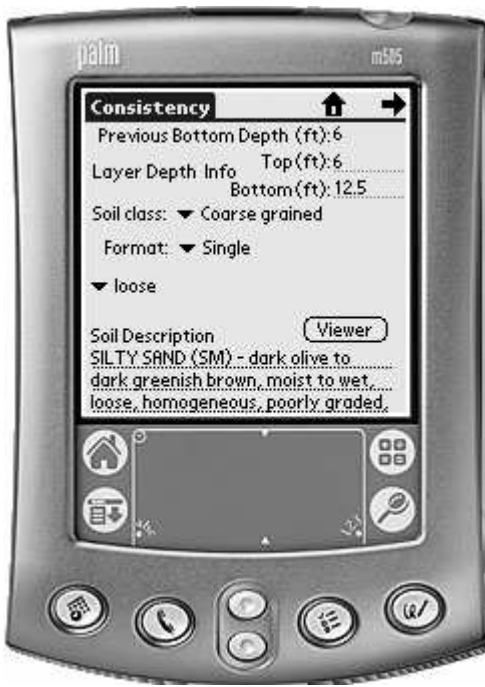 palm
m505
Consistency
Previous Bottom Depth (ft):6
Layer Depth Info Top(ft):6
Bottom(ft):12.5
Soil class: Coarse grained
Format: Single
loose
Soil Description Viewer
SILTY SAND (SM) - dark olive to
dark greenish brown, moist to wet,
loose, homogeneous, poorly graded,